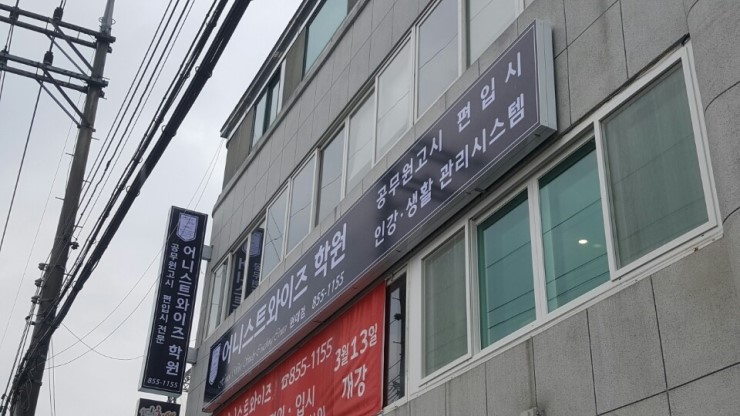 어니스트와이즈 학원
공무원고시 편입시
인강·생활 관리시스템
855-1155
어니스트와이즈 학원
공무원고시 편입시 전문
855-1155
어니스트와이즈 ☎855-1155
3월13일
재강
입시